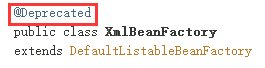 @Deprecated
public class XmlBeanFactory
extends DefaultListableBeanFactory